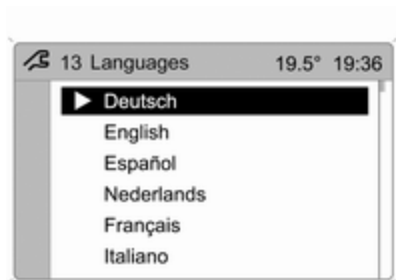 13 Languages 19.5° 19:36
Deutsch
English
Español
Nederlands
Français
Italiano